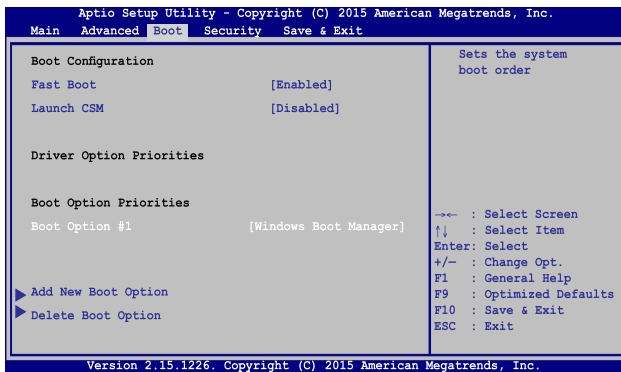 Aptio Setup Utility - Copyright (C) 2015 American Megatrends, Inc.
Main Advanced Boot Security Save & Exit
Boot Configuration
Fast Boot [Enabled]
Launch CSM [Disabled]
Driver Option Priorities
Boot Option Priorities
Boot Option #1 [Windows Boot Manager]
Add New Boot Option
Delete Boot Option
Sets the system
boot order
→← : Select Screen
↑↓ : Select Item
Enter: Select
+/— : Change Opt.
F1 : General Help
F9 : Optimized Defaults
F10 : Save & Exit
ESC : Exit
Version 2.15.1226. Copyright (C) 2015 American Megatrends, Inc.